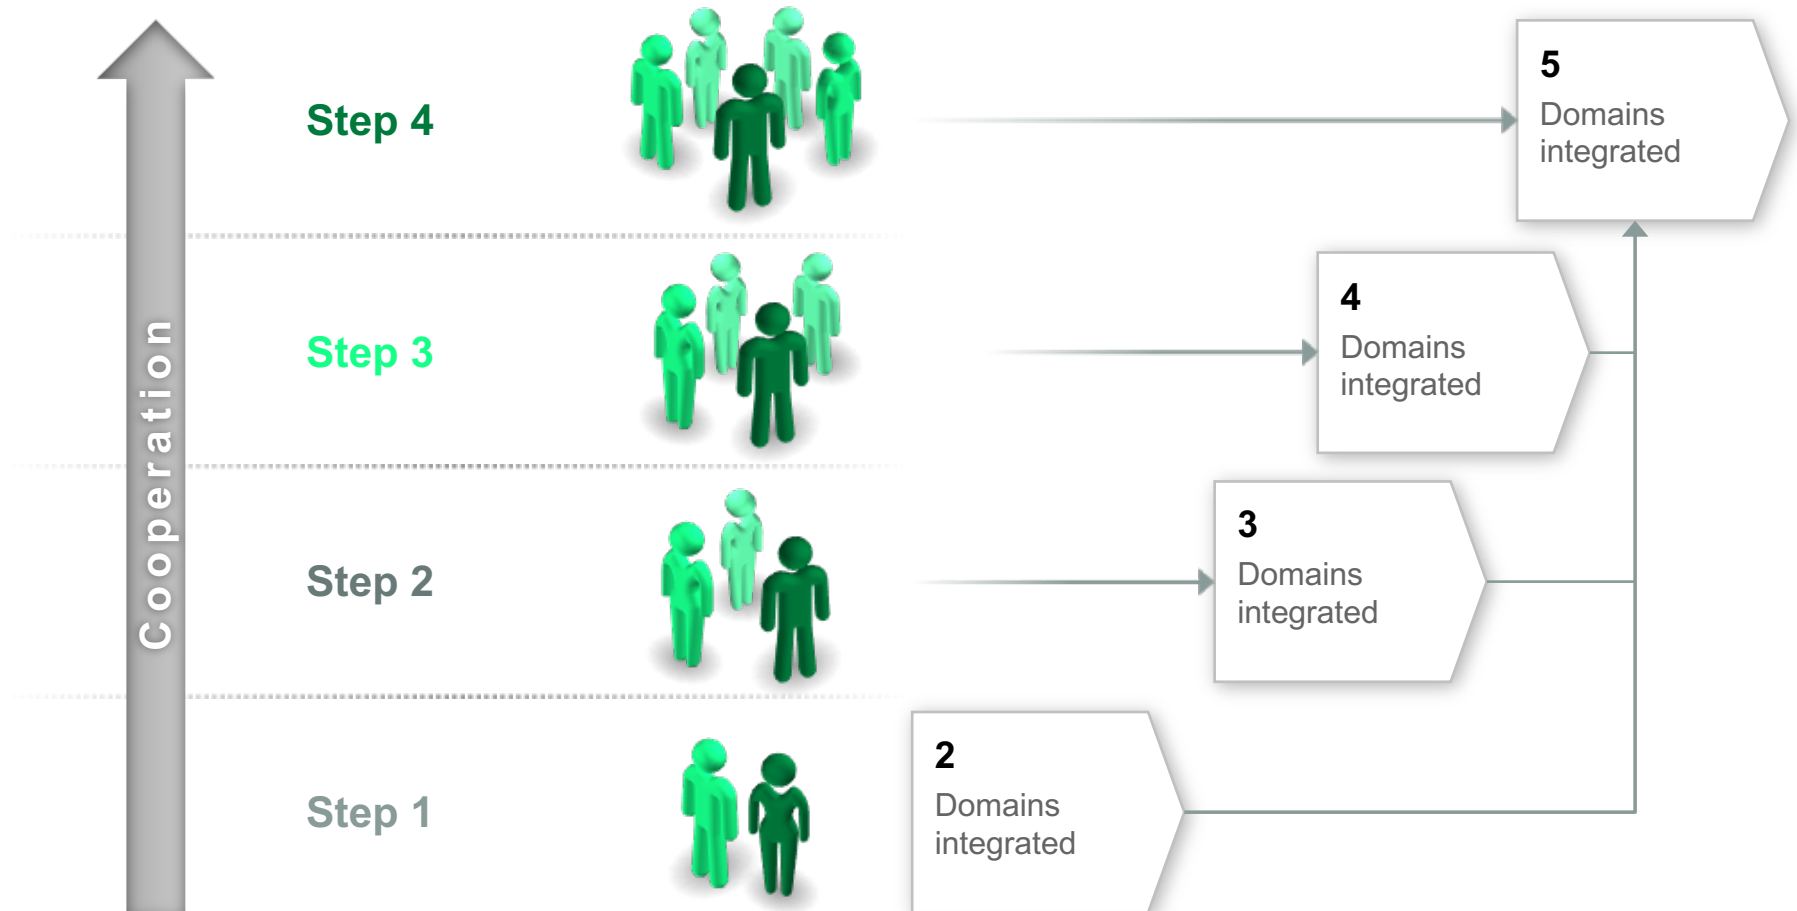 Cooperation
Step 4
5
Domains
integrated
Step 3
4
Domains
integrated
Step 2
3
Domains
integrated
Step 1
2
Domains
integrated